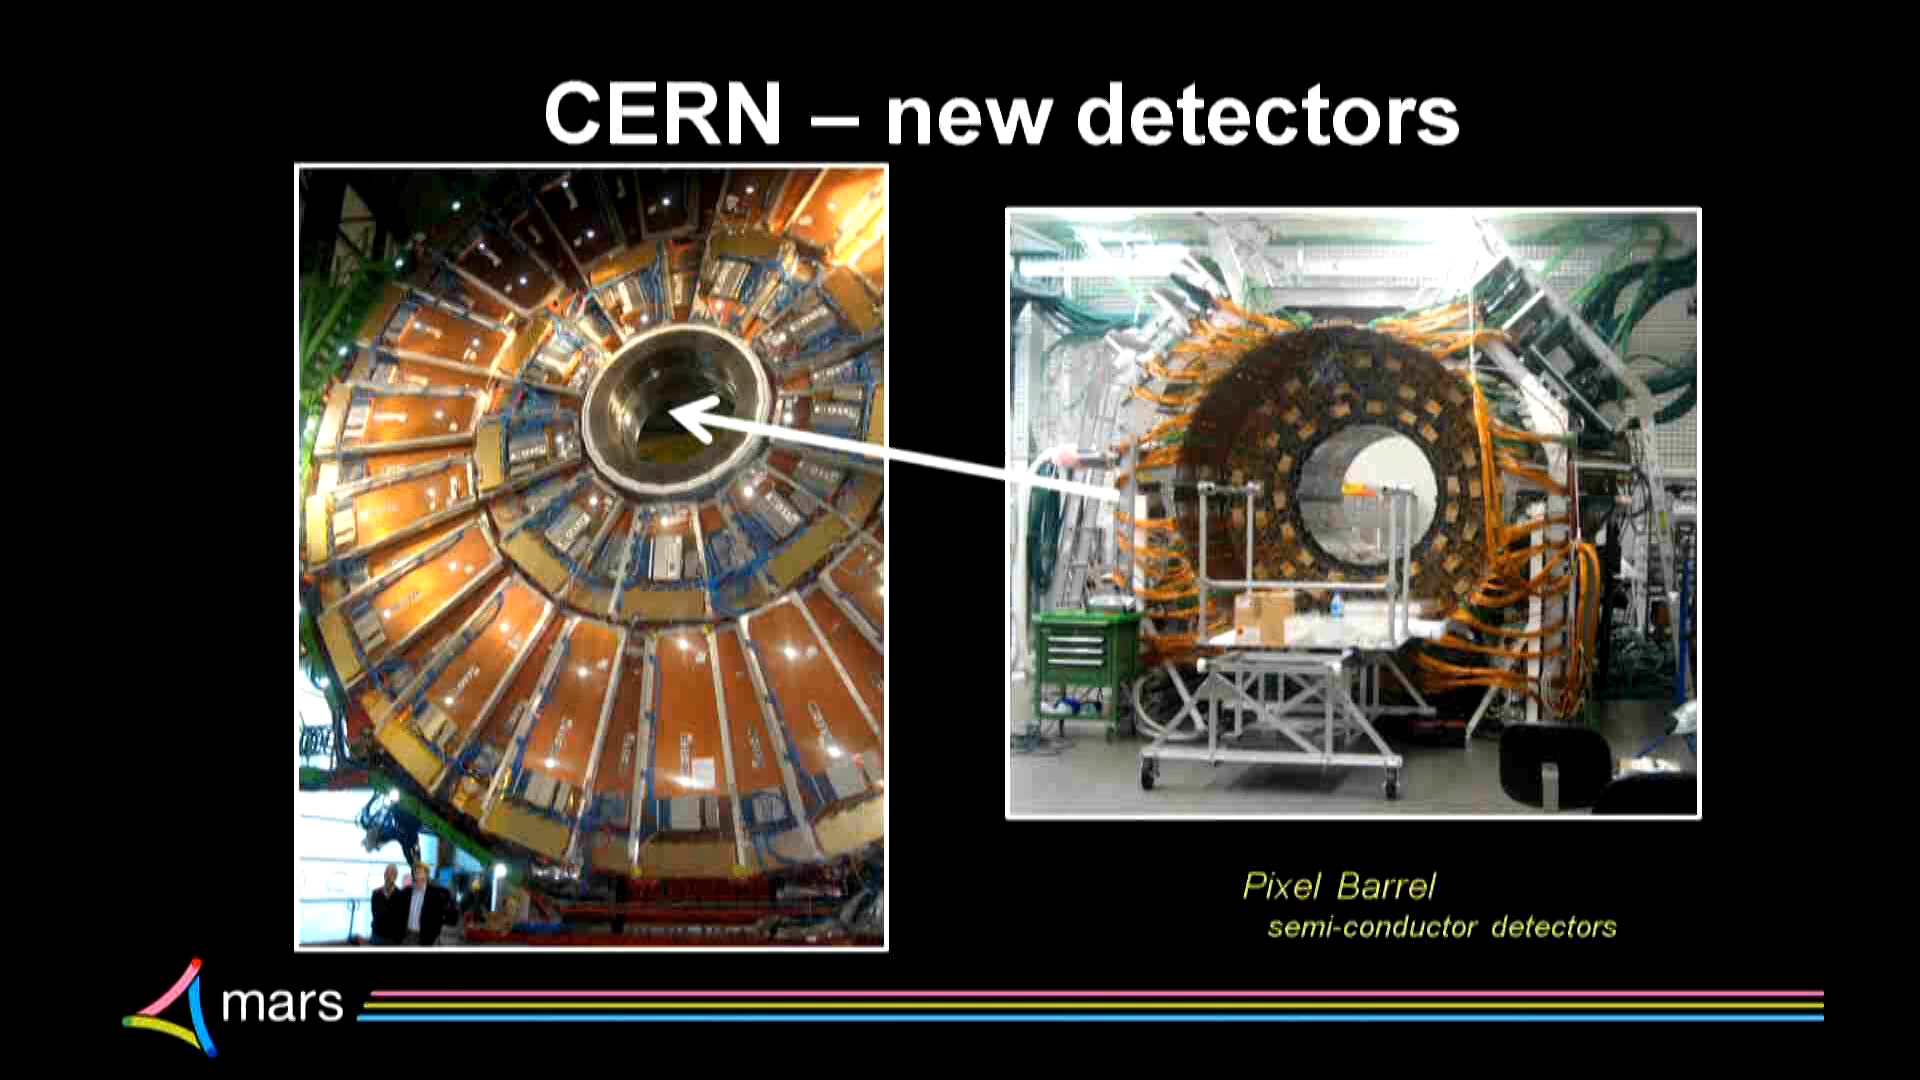 CERN – new detectors
Pixel Barrel
semi-conductor detectors
mars